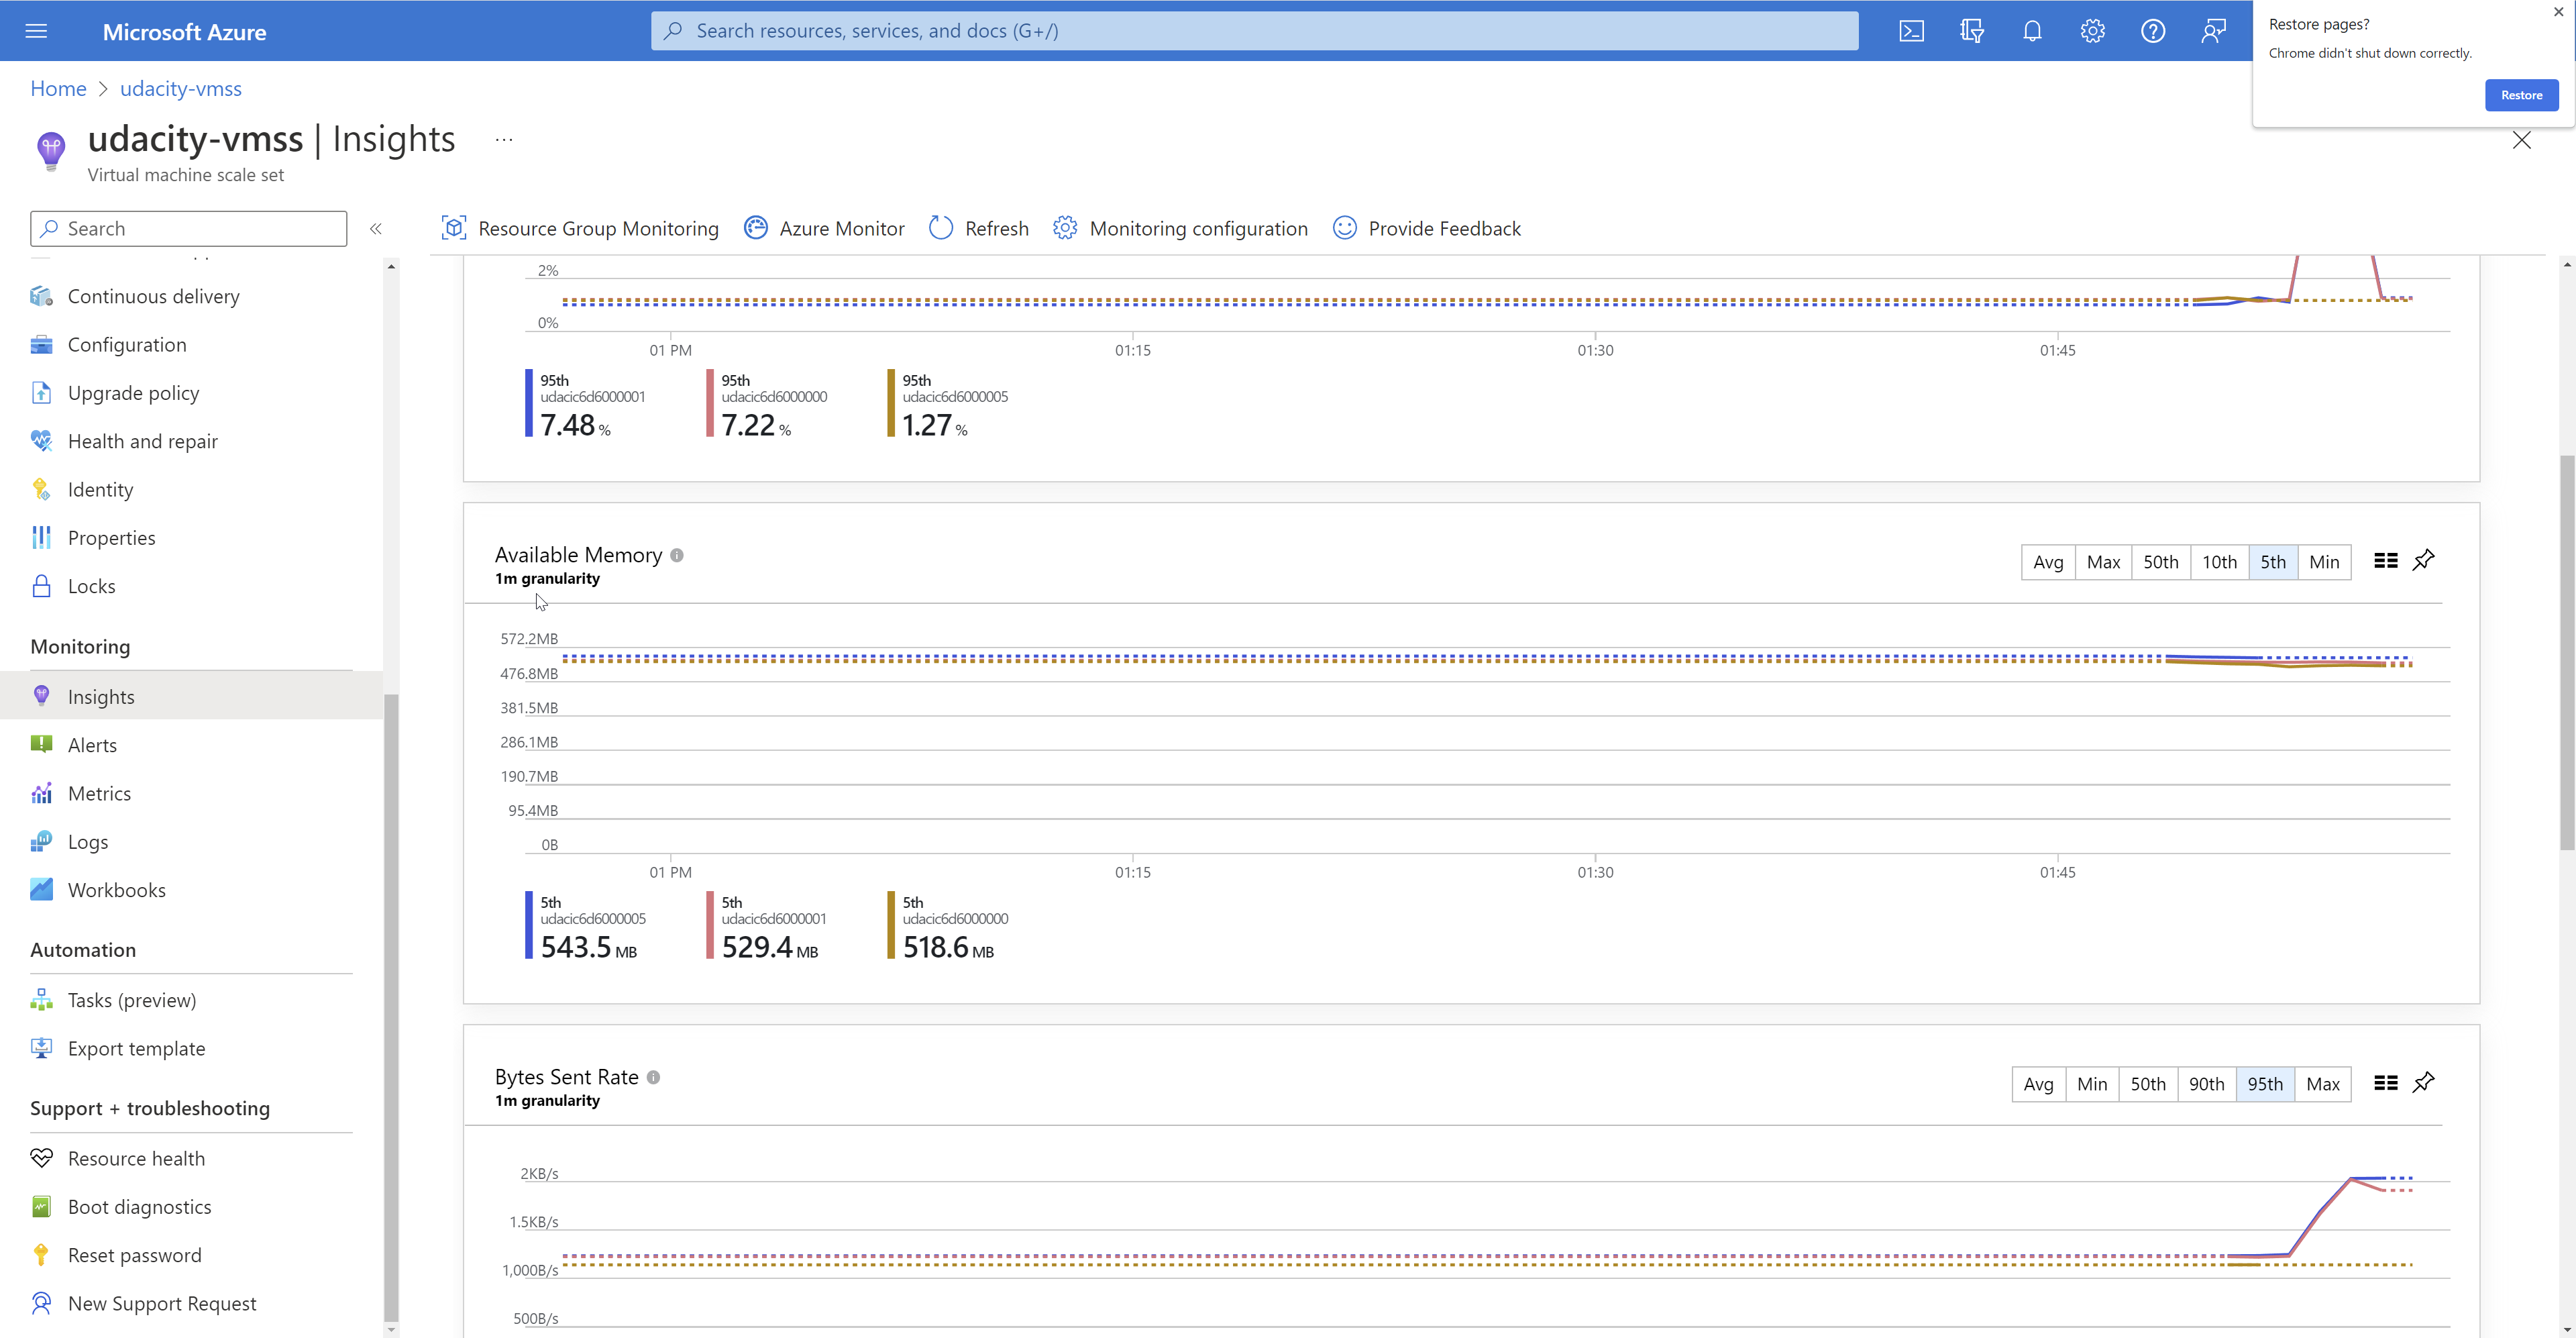 Microsoft Azure
Search resources, services, and docs (G+/)
Restore pages?
Chrome didn't shut down correctly.
Restore
Home > udacity-vmss
udacity-vmss | Insights ...
Virtual machine scale set
Search
«
Resource Group Monitoring
Azure Monitor
Refresh
Monitoring configuration
Provide Feedback
Continuous delivery
Configuration
Upgrade policy
Health and repair
Identity
Properties
Locks
Monitoring
Insights
Alerts
Metrics
Logs
Workbooks
Automation
Tasks (preview)
Export template
Support + troubleshooting
Resource health
Boot diagnostics
Reset password
New Support Request
2%
0%
01 PM 01:15 01:30 01:45
95th
udacic6d6000001
7.48 %
95th
udacic6d6000000
7.22 %
95th
udacic6d6000005
1.27 %
Available Memory
1m granularity
Avg Max 50th 10th 5th Min
572.2MB
476.8MB
381.5MB
286.1MB
190.7MB
95.4MB
0B
01 PM 01:15 01:30 01:45
5th
udacic6d6000005
543.5 MB
5th
udacic6d6000001
529.4 MB
5th
udacic6d6000000
518.6 MB
Bytes Sent Rate
1m granularity
Avg Min 50th 90th 95th Max
2KB/s
1.5KB/s
1,000B/s
500B/s